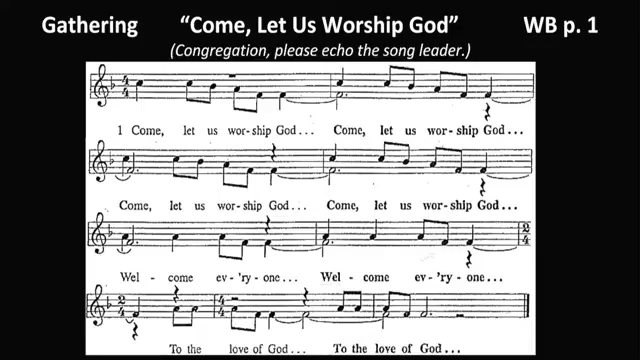 Gathering “Come, Let Us Worship God” WB p. 1
(Congregation, please echo the song leader.)
1 Come, let us wor-ship God... Come, let us wor-ship God...
Come, let us wor-ship God... Come, let us wor-ship God...
Wel - come ev-'ry-one... Wel - come ev-'ry-one...
To the love of God... To the love of God...